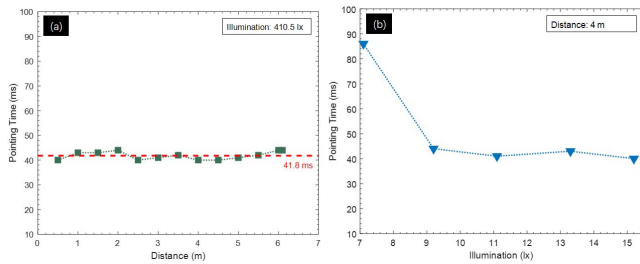 (a)
Illumination: 410.5 lx
100
90
80
70
60
50
40
30
20
10
Pointing Time (ms)
41.8 ms
0 1 2 3 4 5 6 7
Distance (m)
(b)
Distance: 4 m
100
90
80
70
60
50
40
30
20
10
Pointing Time (ms)
7 8 9 10 11 12 13 14 15
Illumination (lx)